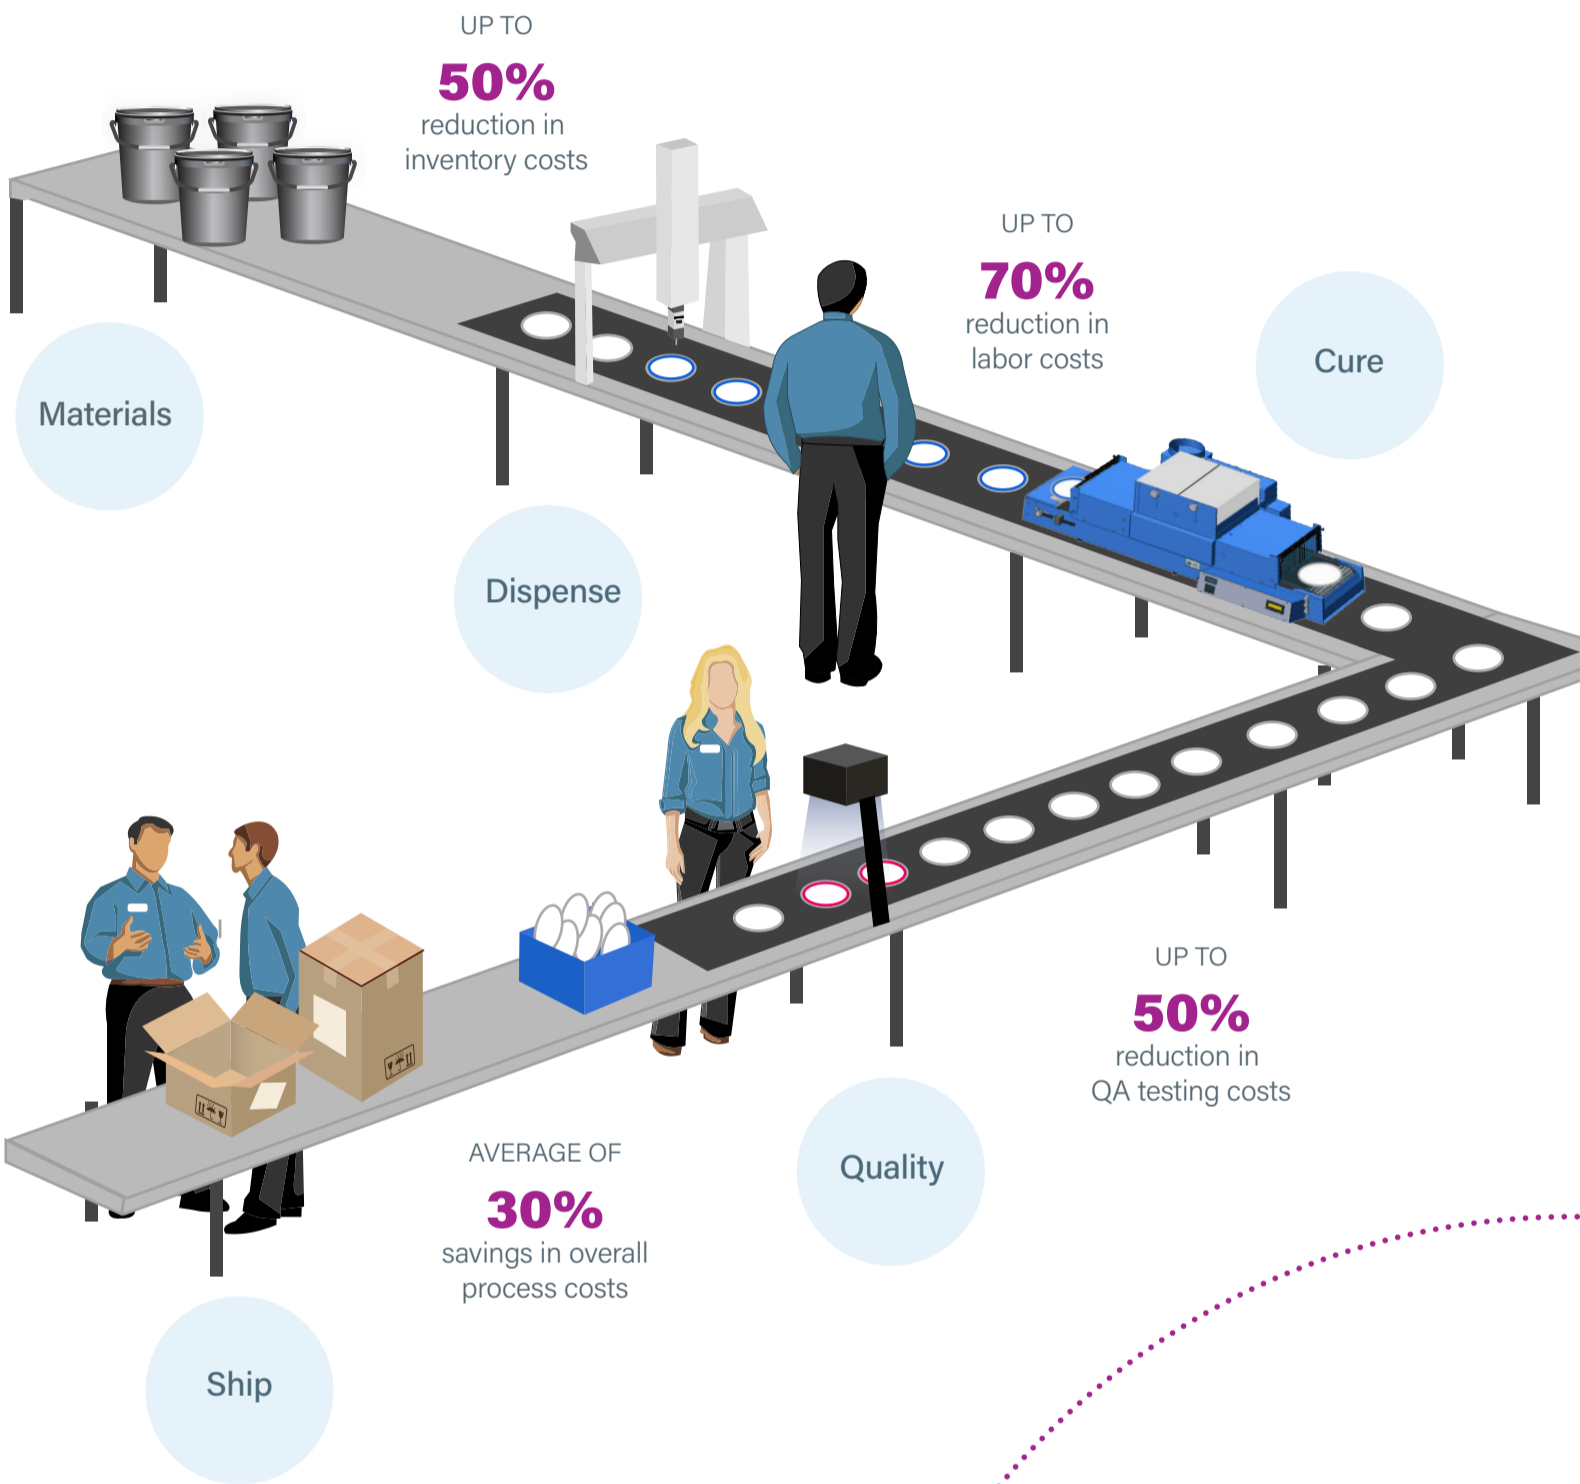 UP TO
50%
reduction in
inventory costs
UP TO
70%
reduction in
labor costs
Cure
Materials
Dispense
UP TO
50%
reduction in
QA testing costs
Quality
AVERAGE OF
30%
savings in overall
process costs
Ship